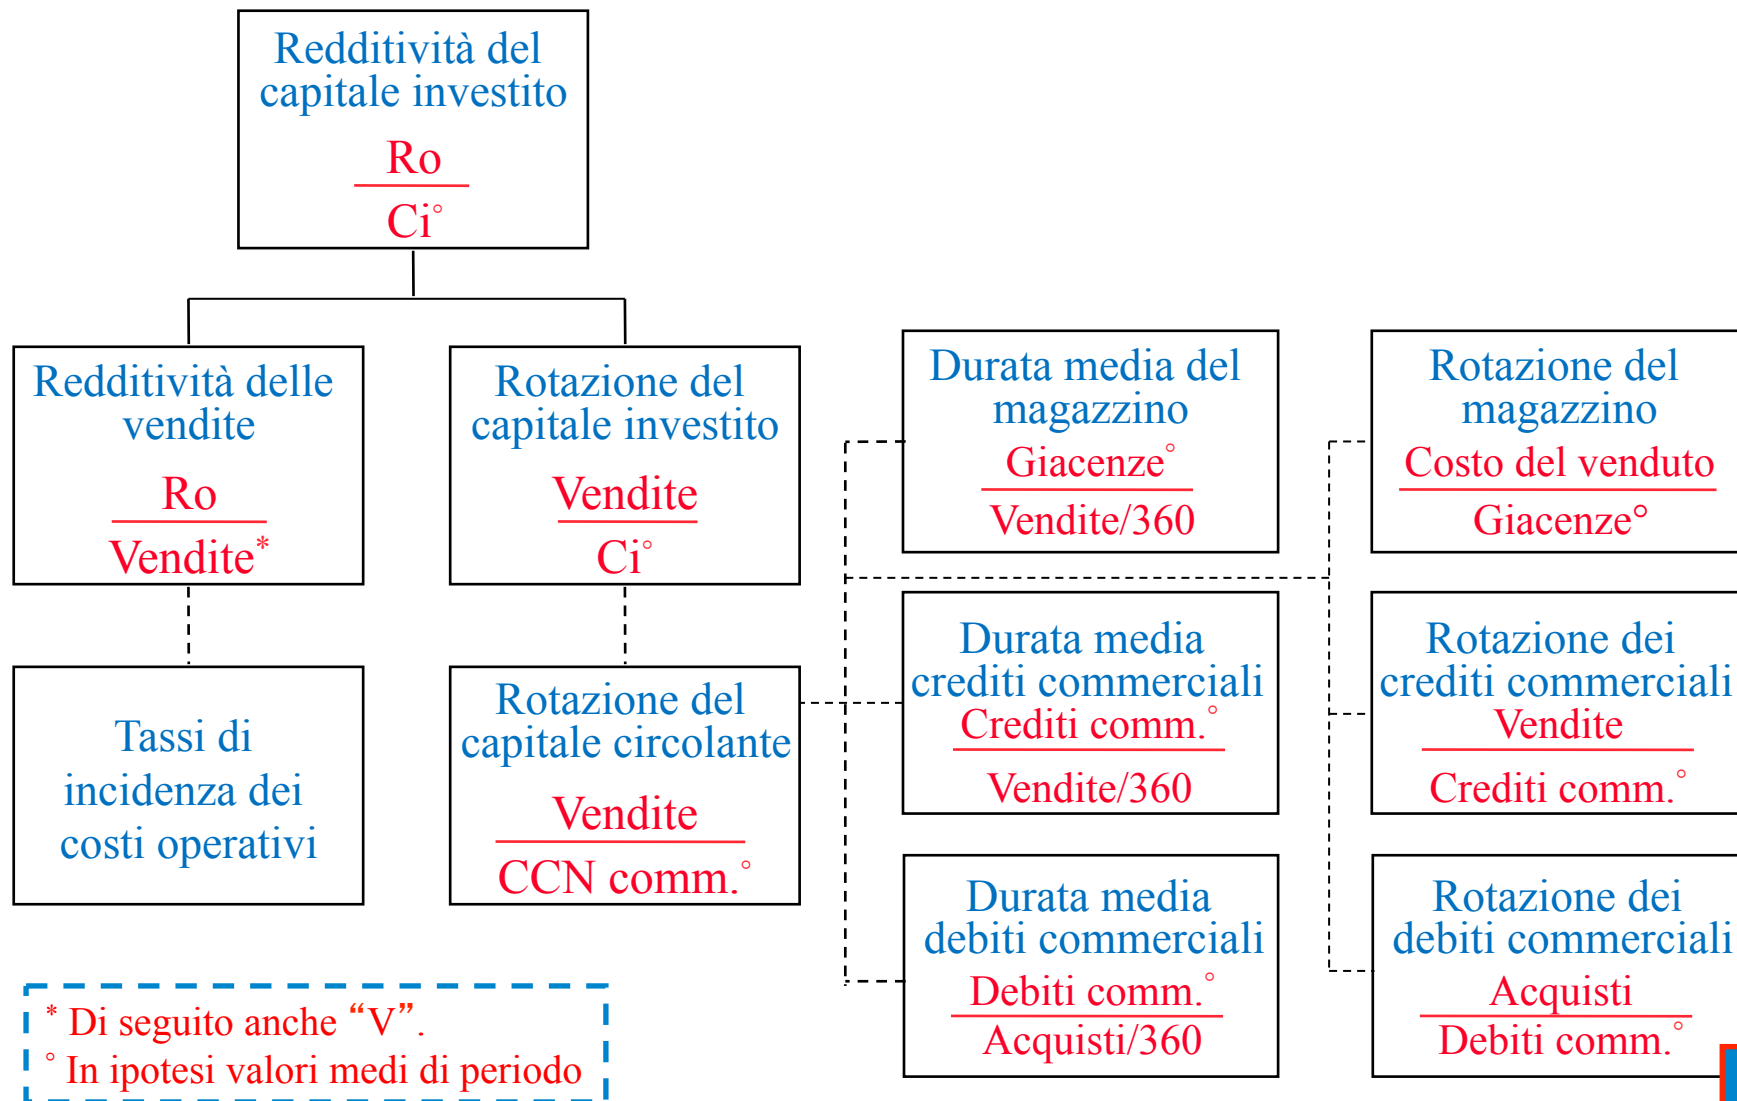 Redditività del
capitale investito
Ro
Ci°
Redditività delle
vendite
Ro
Vendite*
Rotazione del
capitale investito
Vendite
Ci°
Durata media del
magazzino
Giacenze°
Vendite/360
Rotazione del
magazzino
Costo del venduto
Giacenze°
Tassi di
incidenza dei
costi operativi
Rotazione del
capitale circolante
Vendite
CCN comm.°
Durata media
crediti commerciali
Crediti comm.°
Vendite/360
Rotazione dei
crediti commerciali
Vendite
Crediti comm.°
Durata media
debiti commerciali
Debiti comm.°
Acquisti/360
Rotazione dei
debiti commerciali
Acquisti
Debiti comm.°
* Di seguito anche “V”.
° In ipotesi valori medi di periodo